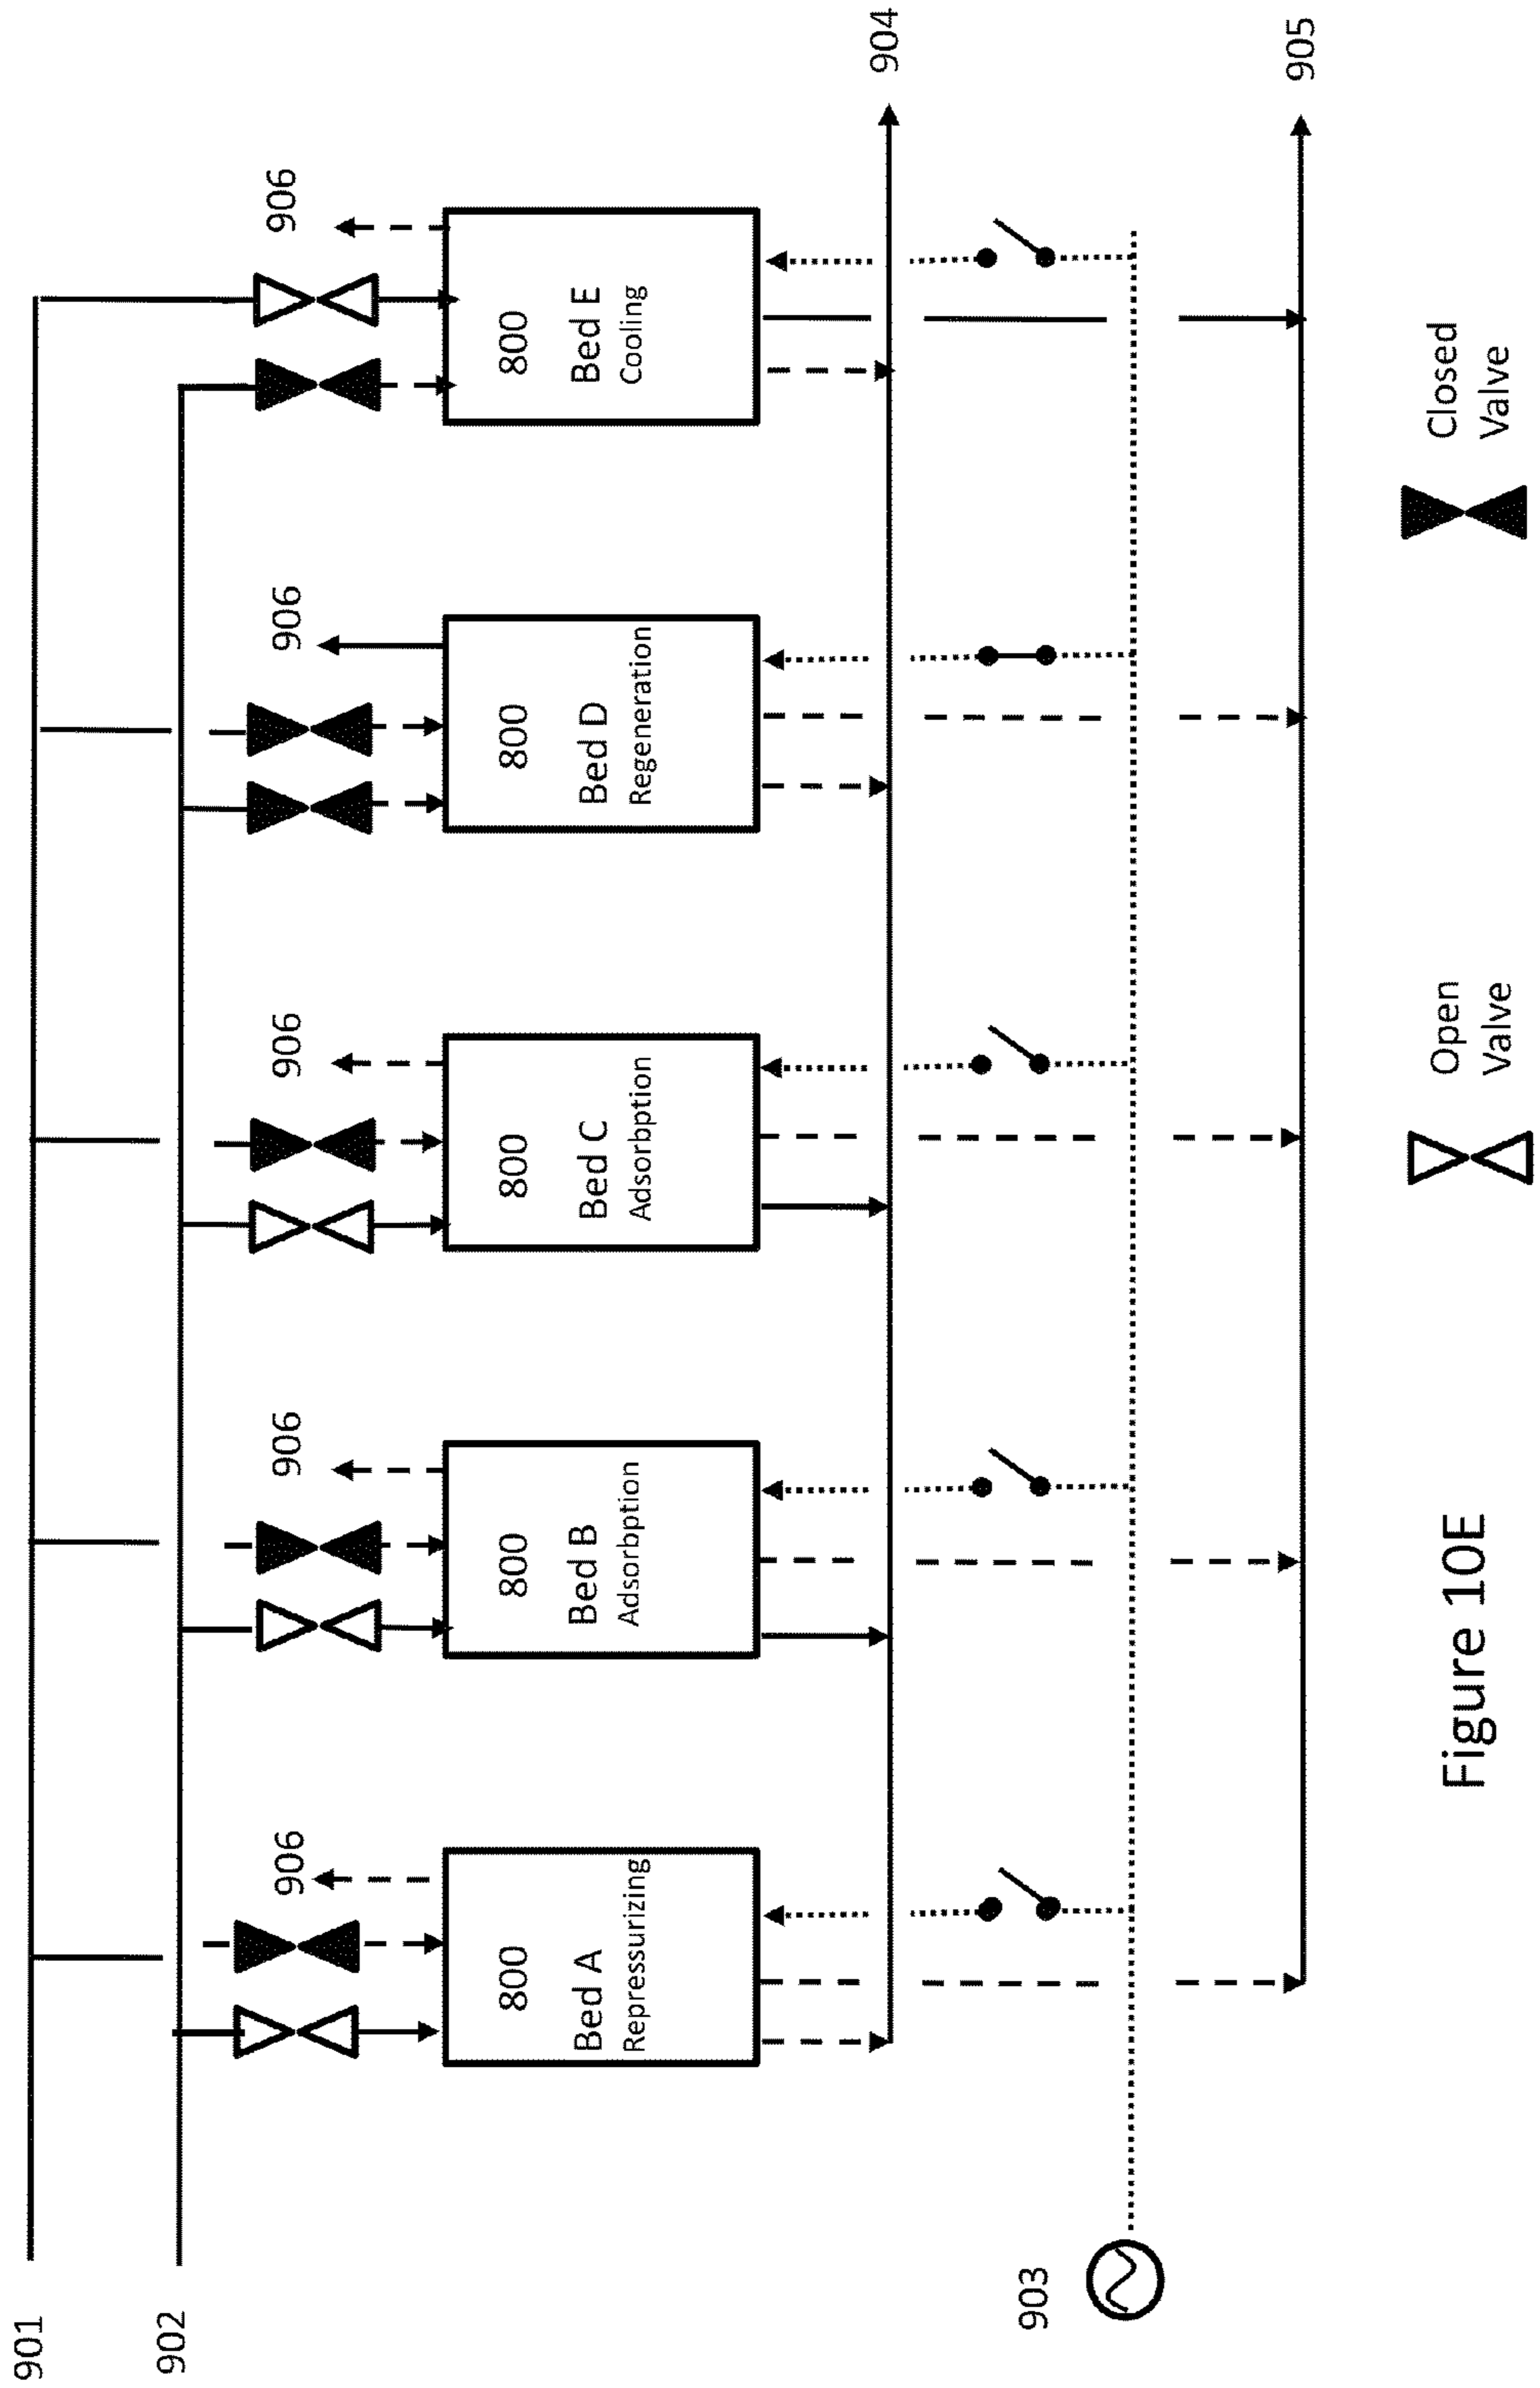 901
902
906
906
906
906
906
800
Bed A
Repressurizing
800
Bed B
Adsorbption
800
Bed C
Adsorbption
800
Bed D
Regeneration
800
Bed E
Cooling
904
903
905
Figure 10E
Open
Valve
Closed
Valve